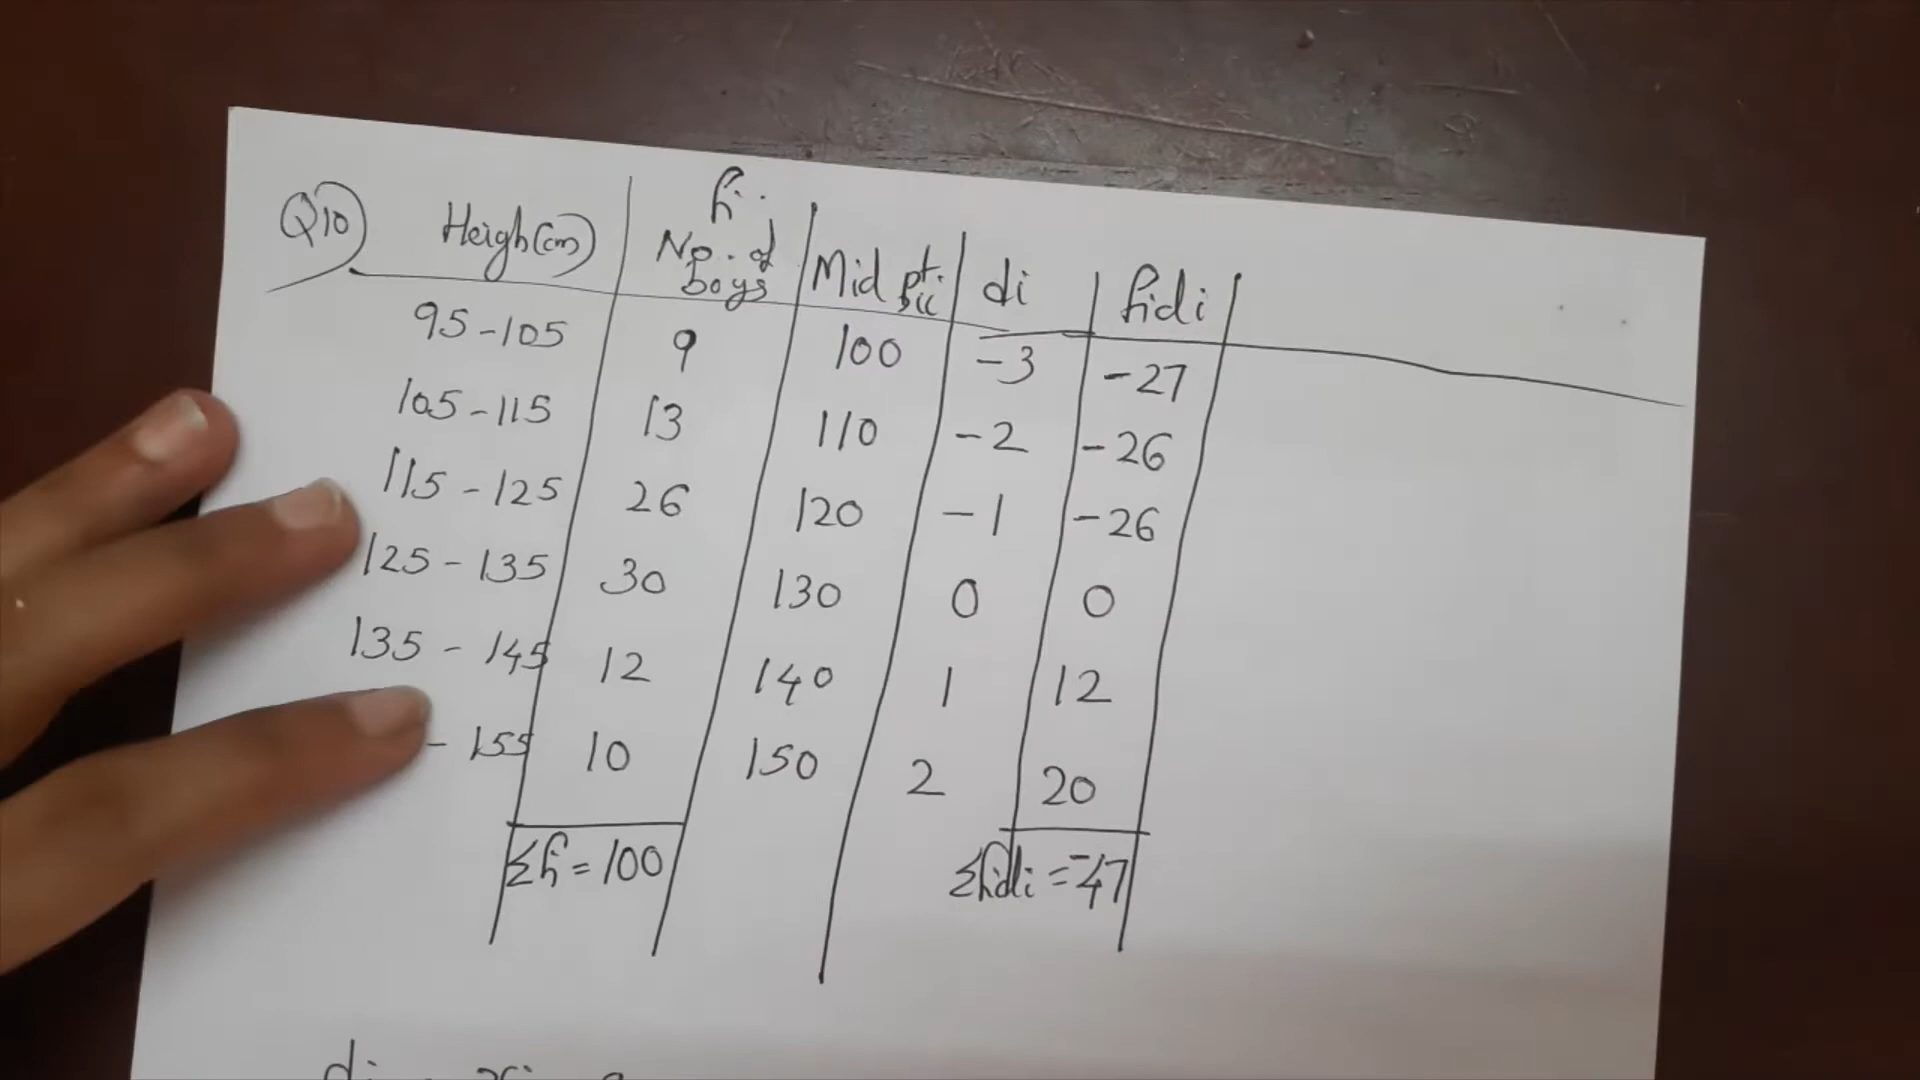 Q10 Heigh(cm) fi No. of boys Mid pt. xi di fidi
95-105 9 100 -3 -27
105-115 13 110 -2 -26
115-125 26 120 -1 -26
125-135 30 130 0 0
135-145 12 140 1 12
-155 10 150 2 20
Σfi=100 Σfidi=-47